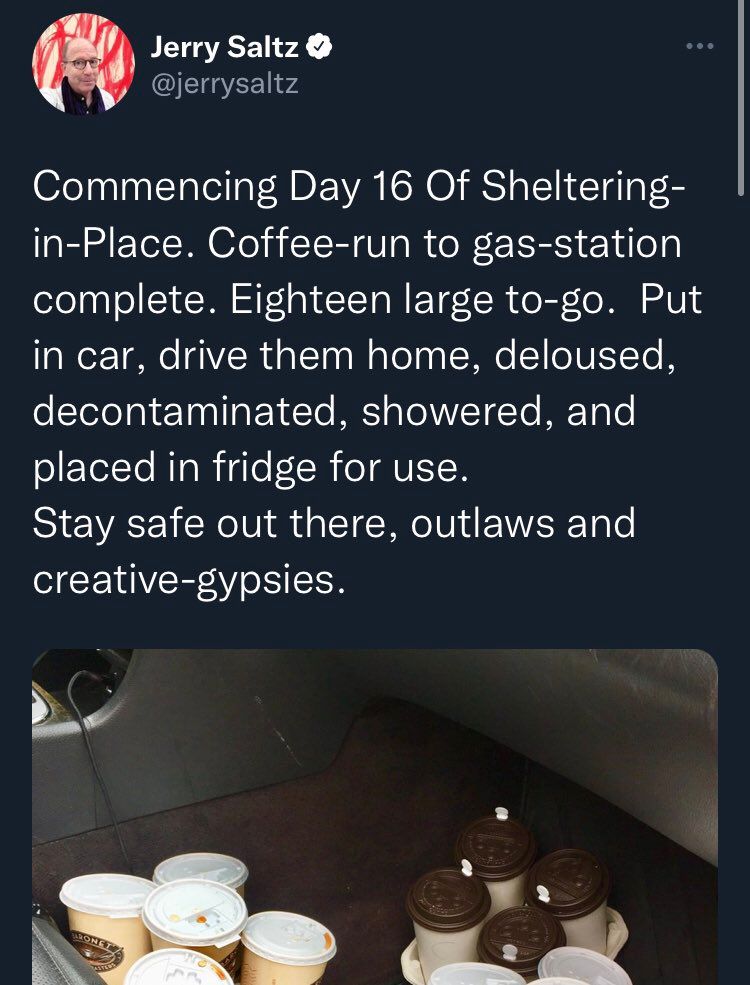 Jerry Saltz
@jerrysaltz
Commencing Day 16 Of Sheltering-
in-Place. Coffee-run to gas-station
complete. Eighteen large to-go.  Put
in car, drive them home, deloused,
decontaminated, showered, and
placed in fridge for use.
Stay safe out there, outlaws and
creative-gypsies.
BARONET